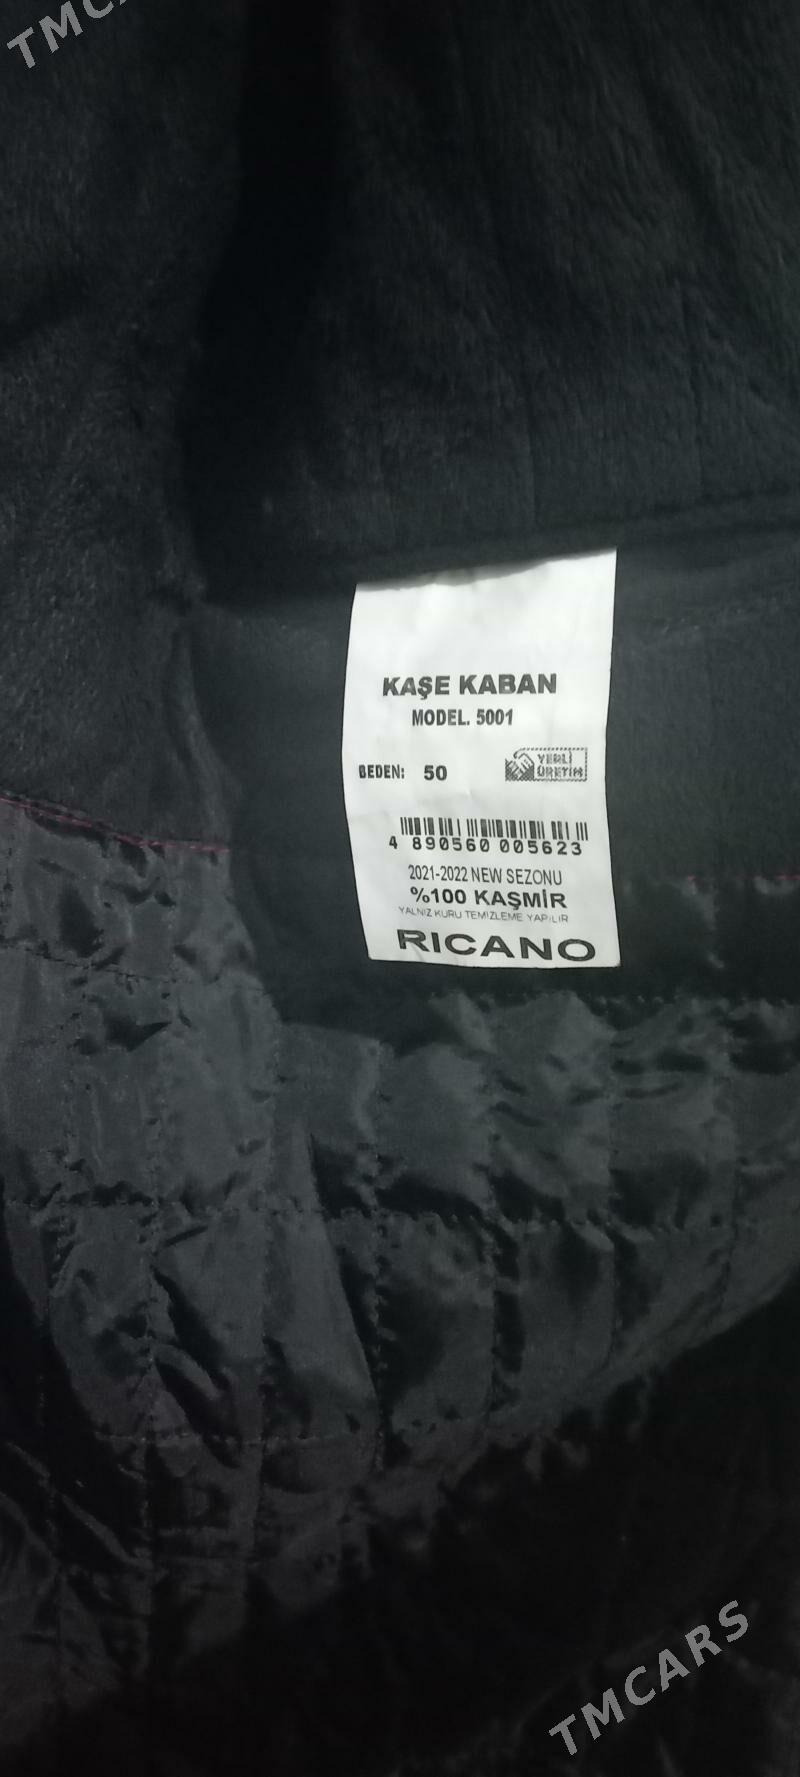 TMC
KAŞE KABAN
MODEL. 5001
BEDEN: 50
YERLİ
ÜRETİM
4 890560 005623
2021-2022 NEW SEZONU
%100 KAŞMİR
YALNIZ KURU TEMİZLEME YAPILIR
RICANO
TMCARS